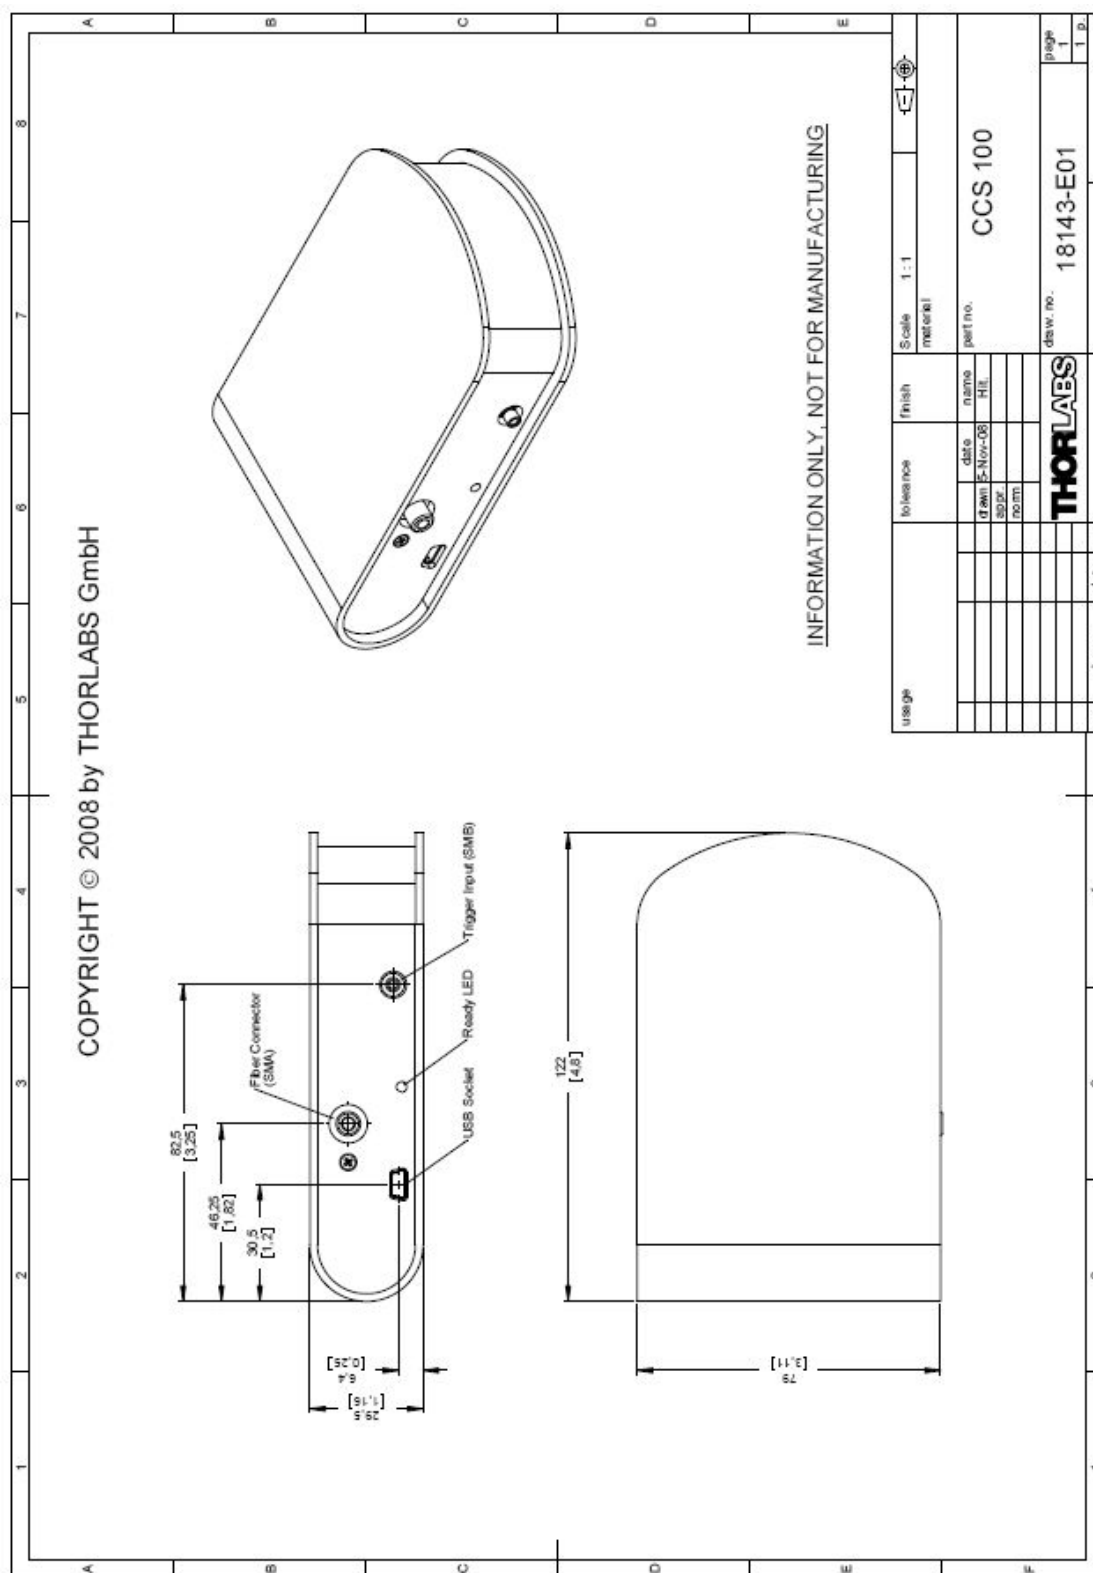 COPYRIGHT © 2008 by THORLABS GmbH
1
2
3
4
5
6
7
8
A
B
C
D
E
82,5
[3,25]
46,25
[1,82]
30,5
[1,2]
Fiber Connector
(SMA)
USB Socket
Ready LED
Trigger Input (SMB)
6,4
[0,25]
29,5
[1,16]
122
[4,8]
79
[3,11]
INFORMATION ONLY, NOT FOR MANUFACTURING
usage
tolerance
finish
Scale 1 : 1
material
date
name
drawn
5-Nov-08
Hil.
appr.
norm
part no.
CCS 100
THORLABS
draw. no.
18143-E01
page
1
1 p.
A
B
C
D
E
F